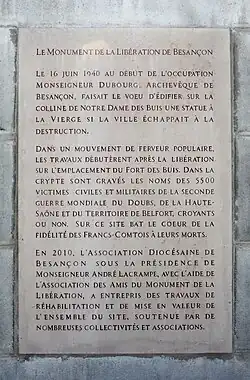 Le Monument de la Libération de Besançon
Le 16 juin 1940 au début de l'occupation
Monseigneur Dubourg, Archevêque de
Besançon, faisait le voeu d'édifier sur la
colline de Notre Dame des Buis une statue à
la Vierge si la ville échappait à la
destruction.
Dans un mouvement de ferveur populaire,
les travaux débutèrent après la libération
sur l'emplacement du Fort des Buis. Dans la
crypte sont gravés les noms des 5500
victimes civiles et militaires de la seconde
guerre mondiale du Doubs, de la Haute-
Saône et du Territoire de Belfort, croyants
ou non. Sur ce site bat le coeur de la
fidélité des Francs-Comtois à leurs morts.
En 2010, l'Association Diocésaine de
Besançon sous la présidence de
Monseigneur André Lacrampe, avec l'aide de
l'Association des Amis du Monument de la
Libération, a entrepris des travaux de
réhabilitation et de mise en valeur de
l'ensemble du site, soutenue par de
nombreuses collectivités et associations.